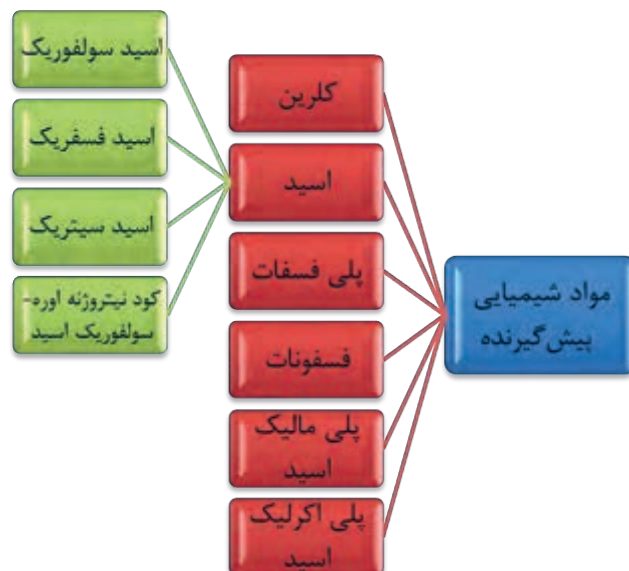 مواد شیمیایی
پیش‌گیرنده
کلرین
اسید
پلی فسفات
فسفونات
پلی مالیک
اسید
پلی اکرلیک
اسید
اسید سولفوریک
اسید فسفریک
اسید سیتریک
کود نیتروژنه اوره-
سولفوریک اسید